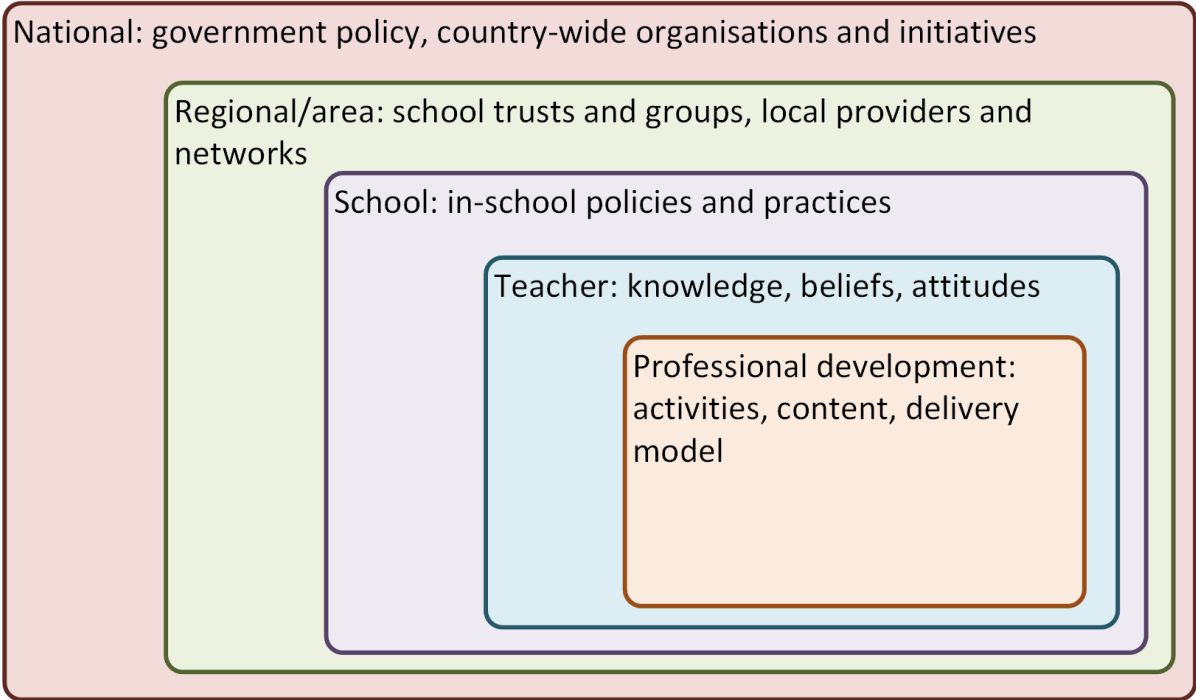 National: government policy, country-wide organisations and initiatives
Regional/area: school trusts and groups, local providers and
networks
School: in-school policies and practices
Teacher: knowledge, beliefs, attitudes
Professional development:
activities, content, delivery
model